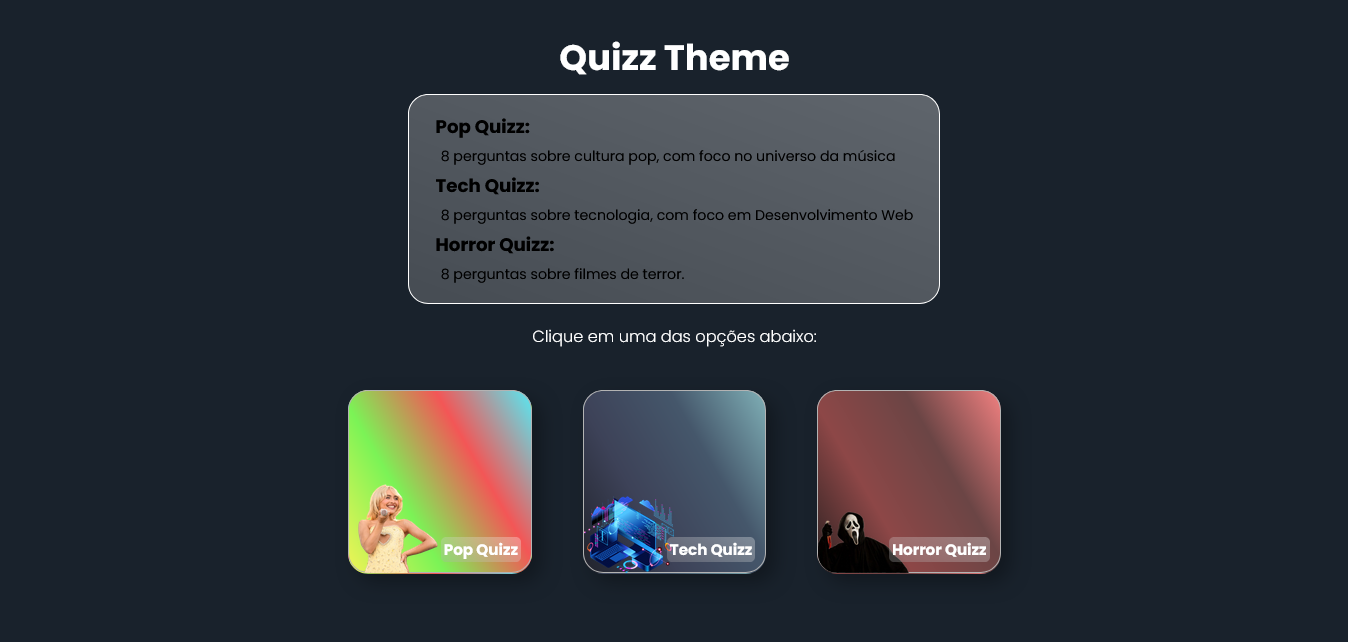 Quizz Theme
Pop Quizz:
8 perguntas sobre cultura pop, com foco no universo da música
Tech Quizz:
8 perguntas sobre tecnologia, com foco em Desenvolvimento Web
Horror Quizz:
8 perguntas sobre filmes de terror.
Clique em uma das opções abaixo:
Pop Quizz
Tech Quizz
Horror Quizz